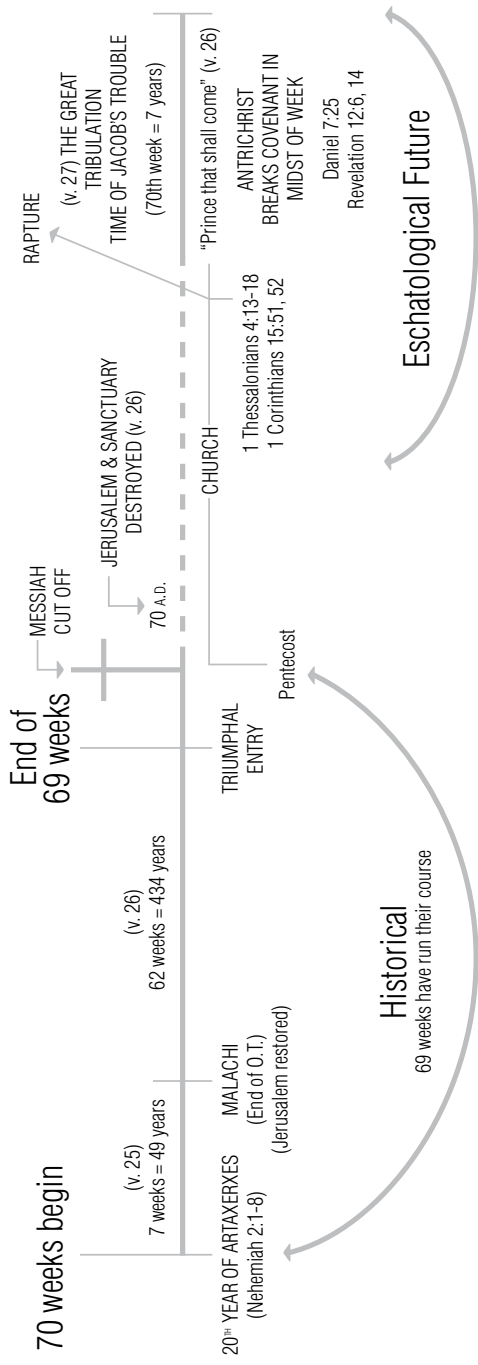 70 weeks begin
End of
69 weeks
MESSIAH
CUT OFF
JERUSALEM & SANCTUARY
DESTROYED (v. 26)
70 A.D.
RAPTURE
(v. 27) THE GREAT
TRIBULATION
TIME OF JACOB'S TROUBLE
(70th week = 7 years)
(v. 25)
7 weeks = 49 years
(v. 26)
62 weeks = 434 years
20TH YEAR OF ARTAXERXES
(Nehemiah 2:1-8)
MALACHI
(End of O.T.)
(Jerusalem restored)
TRIUMPHAL
ENTRY
Pentecost
CHURCH
1 Thessalonians 4:13-18
1 Corinthians 15:51, 52
“Prince that shall come” (v. 26)
ANTRICHRIST
BREAKS COVENANT IN
MIDST OF WEEK
Daniel 7:25
Revelation 12:6, 14
Historical
69 weeks have run their course
Eschatological Future